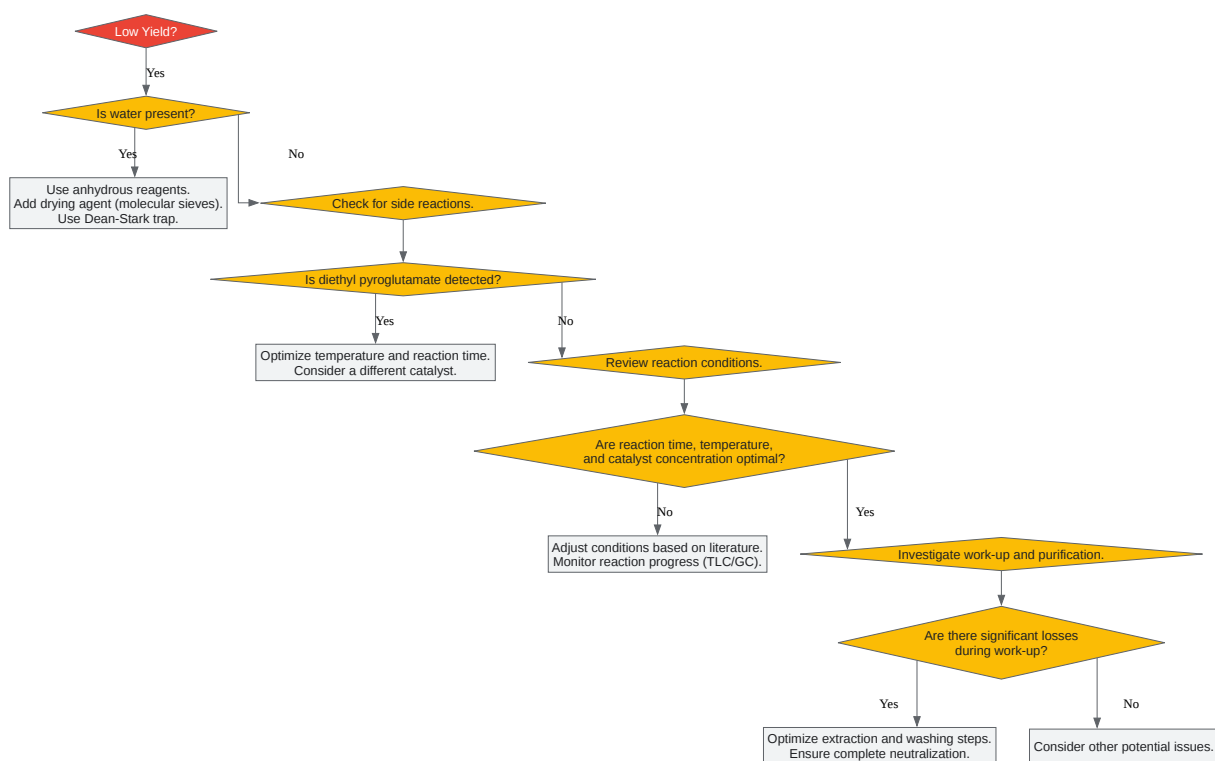 Low Yield?
Yes
Is water present?
Yes
No
Use anhydrous reagents.
Add drying agent (molecular sieves).
Use Dean-Stark trap.
Check for side reactions.
Is diethyl pyroglutamate detected?
Yes
No
Optimize temperature and reaction time.
Consider a different catalyst.
Review reaction conditions.
Are reaction time, temperature,
and catalyst concentration optimal?
No
Yes
Adjust conditions based on literature.
Monitor reaction progress (TLC/GC).
Investigate work-up and purification.
Are there significant losses
during work-up?
Yes
No
Optimize extraction and washing steps.
Ensure complete neutralization.
Consider other potential issues.